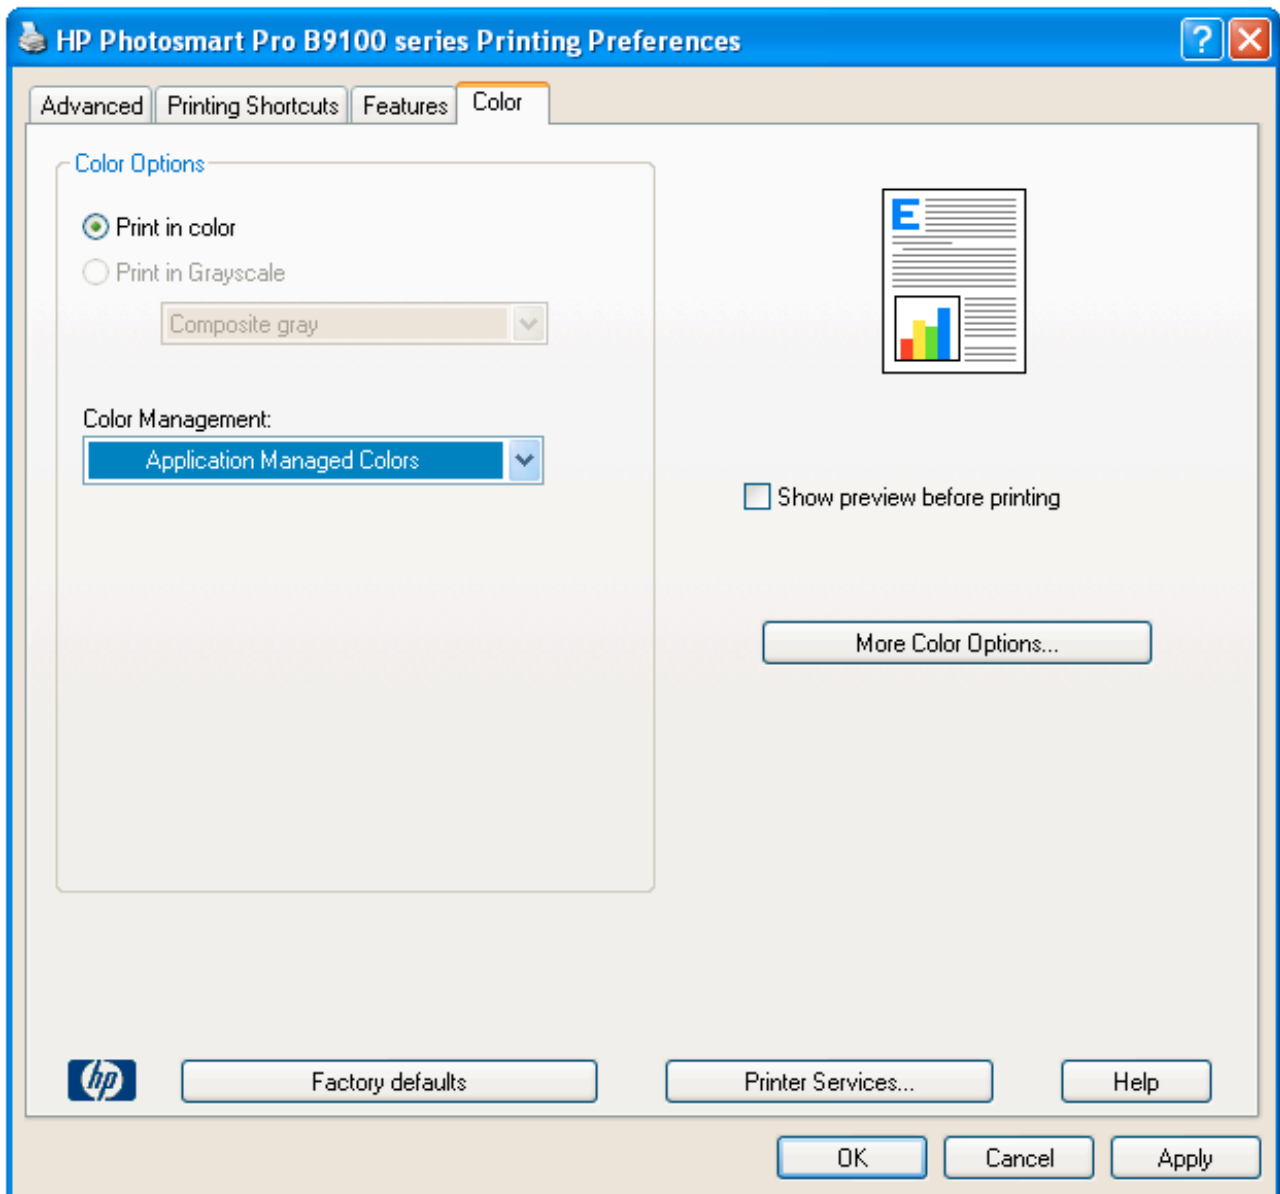 HP Photosmart Pro B9100 series Printing Preferences
?
Advanced
Printing Shortcuts
Features
Color
Color Options
Print in color
Print in Grayscale
Composite gray
Color Management:
Application Managed Colors
E
Show preview before printing
More Color Options...
hp
Factory defaults
Printer Services...
Help
OK
Cancel
Apply